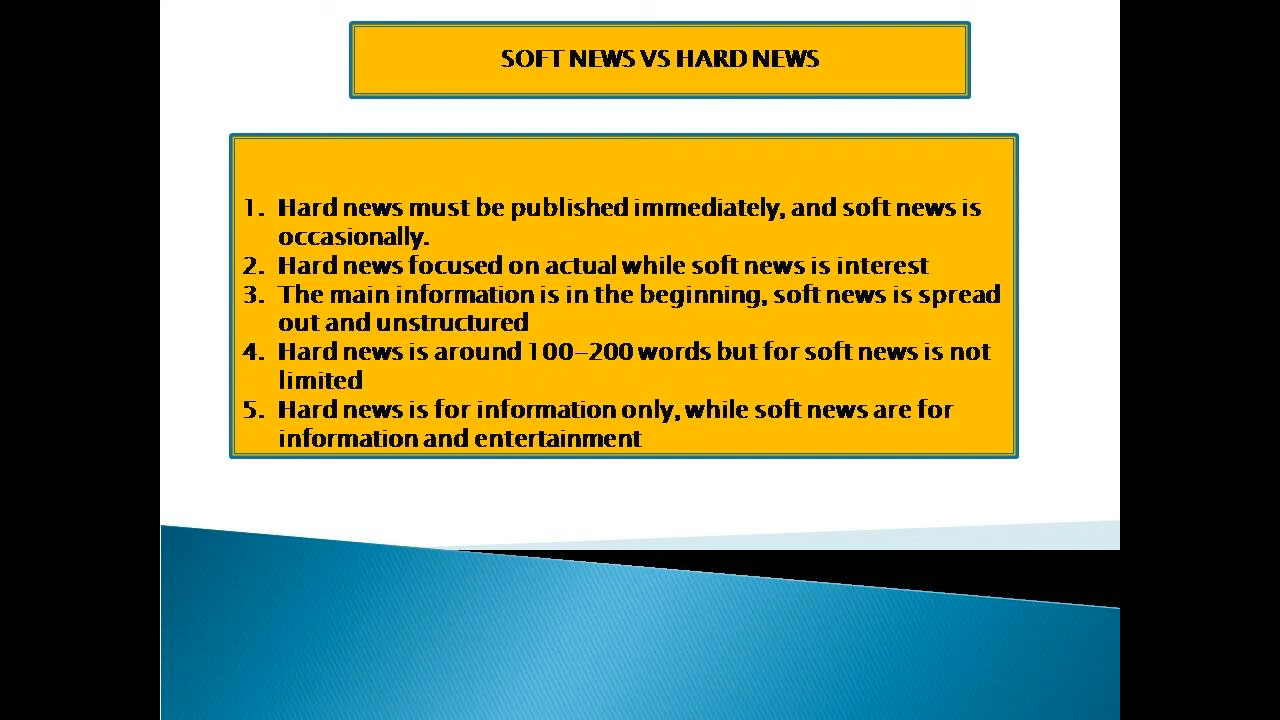 SOFT NEWS VS HARD NEWS
1. Hard news must be published immediately, and soft news is
occasionally.
2. Hard news focused on actual while soft news is interest
3. The main information is in the beginning, soft news is spread
out and unstructured
4. Hard news is around 100-200 words but for soft news is not
limited
5. Hard news is for information only, while soft news are for
information and entertainment